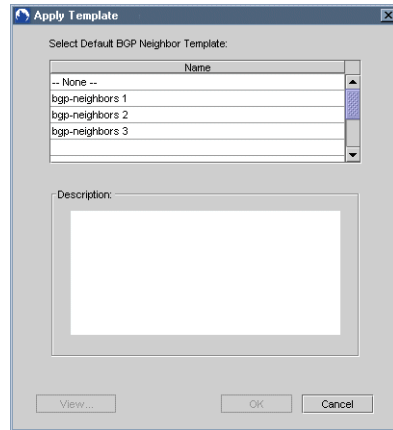 Apply Template
Select Default BGP Neighbor Template:
Name
-- None --
bgp-neighbors 1
bgp-neighbors 2
bgp-neighbors 3
Description:
View...
OK
Cancel